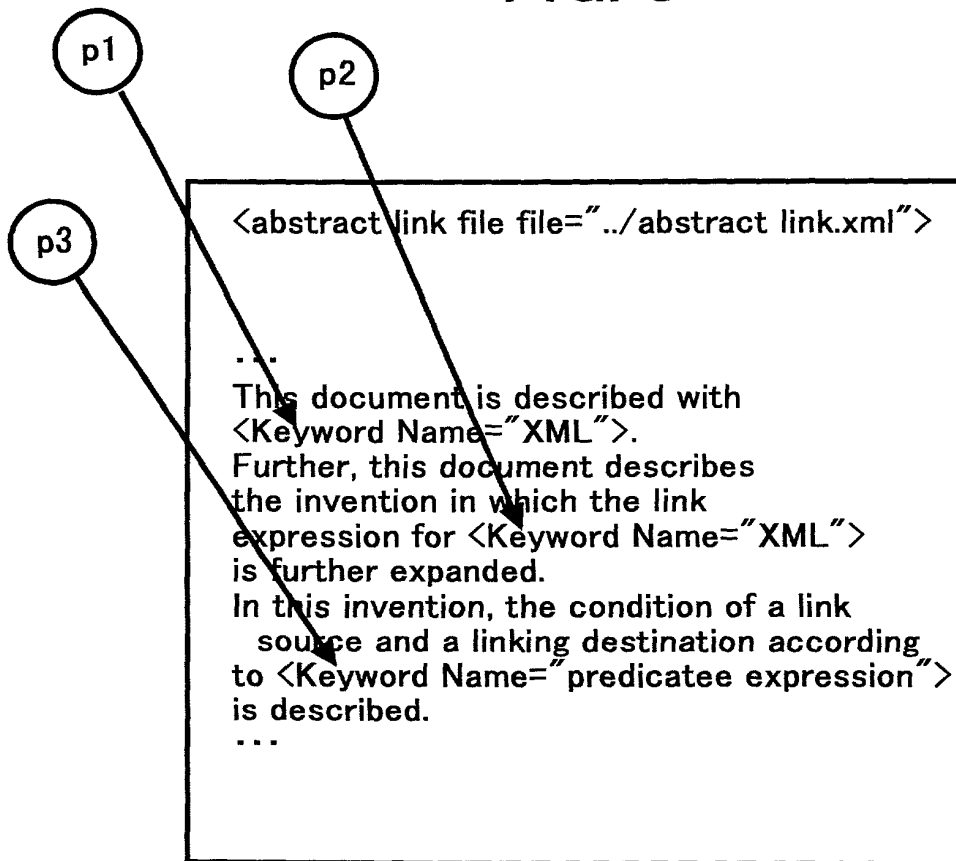 p1
p2
p3
<abstract link file file="../abstract link.xml">
...
This document is described with
<Keyword Name="XML">.
Further, this document describes
the invention in which the link
expression for <Keyword Name="XML">
is further expanded.
In this invention, the condition of a link
source and a linking destination according
to <Keyword Name="predicatee expression">
is described.
...